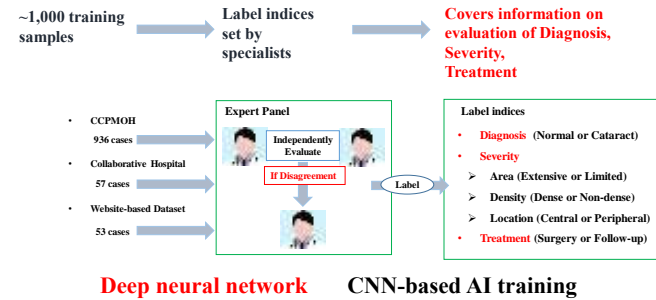 ~1,000 training
samples
Label indices
set by
specialists
Covers information on
evaluation of Diagnosis,
Severity,
Treatment
• CCPMOH
936 cases
• Collaborative Hospital
57 cases
• Website-based Dataset
53 cases
Expert Panel
Independently
Evaluate
If Disagreement
Label
Label indices
• Diagnosis (Normal or Cataract)
• Severity
➢ Area (Extensive or Limited)
➢ Density (Dense or Non-dense)
➢ Location (Central or Peripheral)
• Treatment (Surgery or Follow-up)
Deep neural network CNN-based AI training